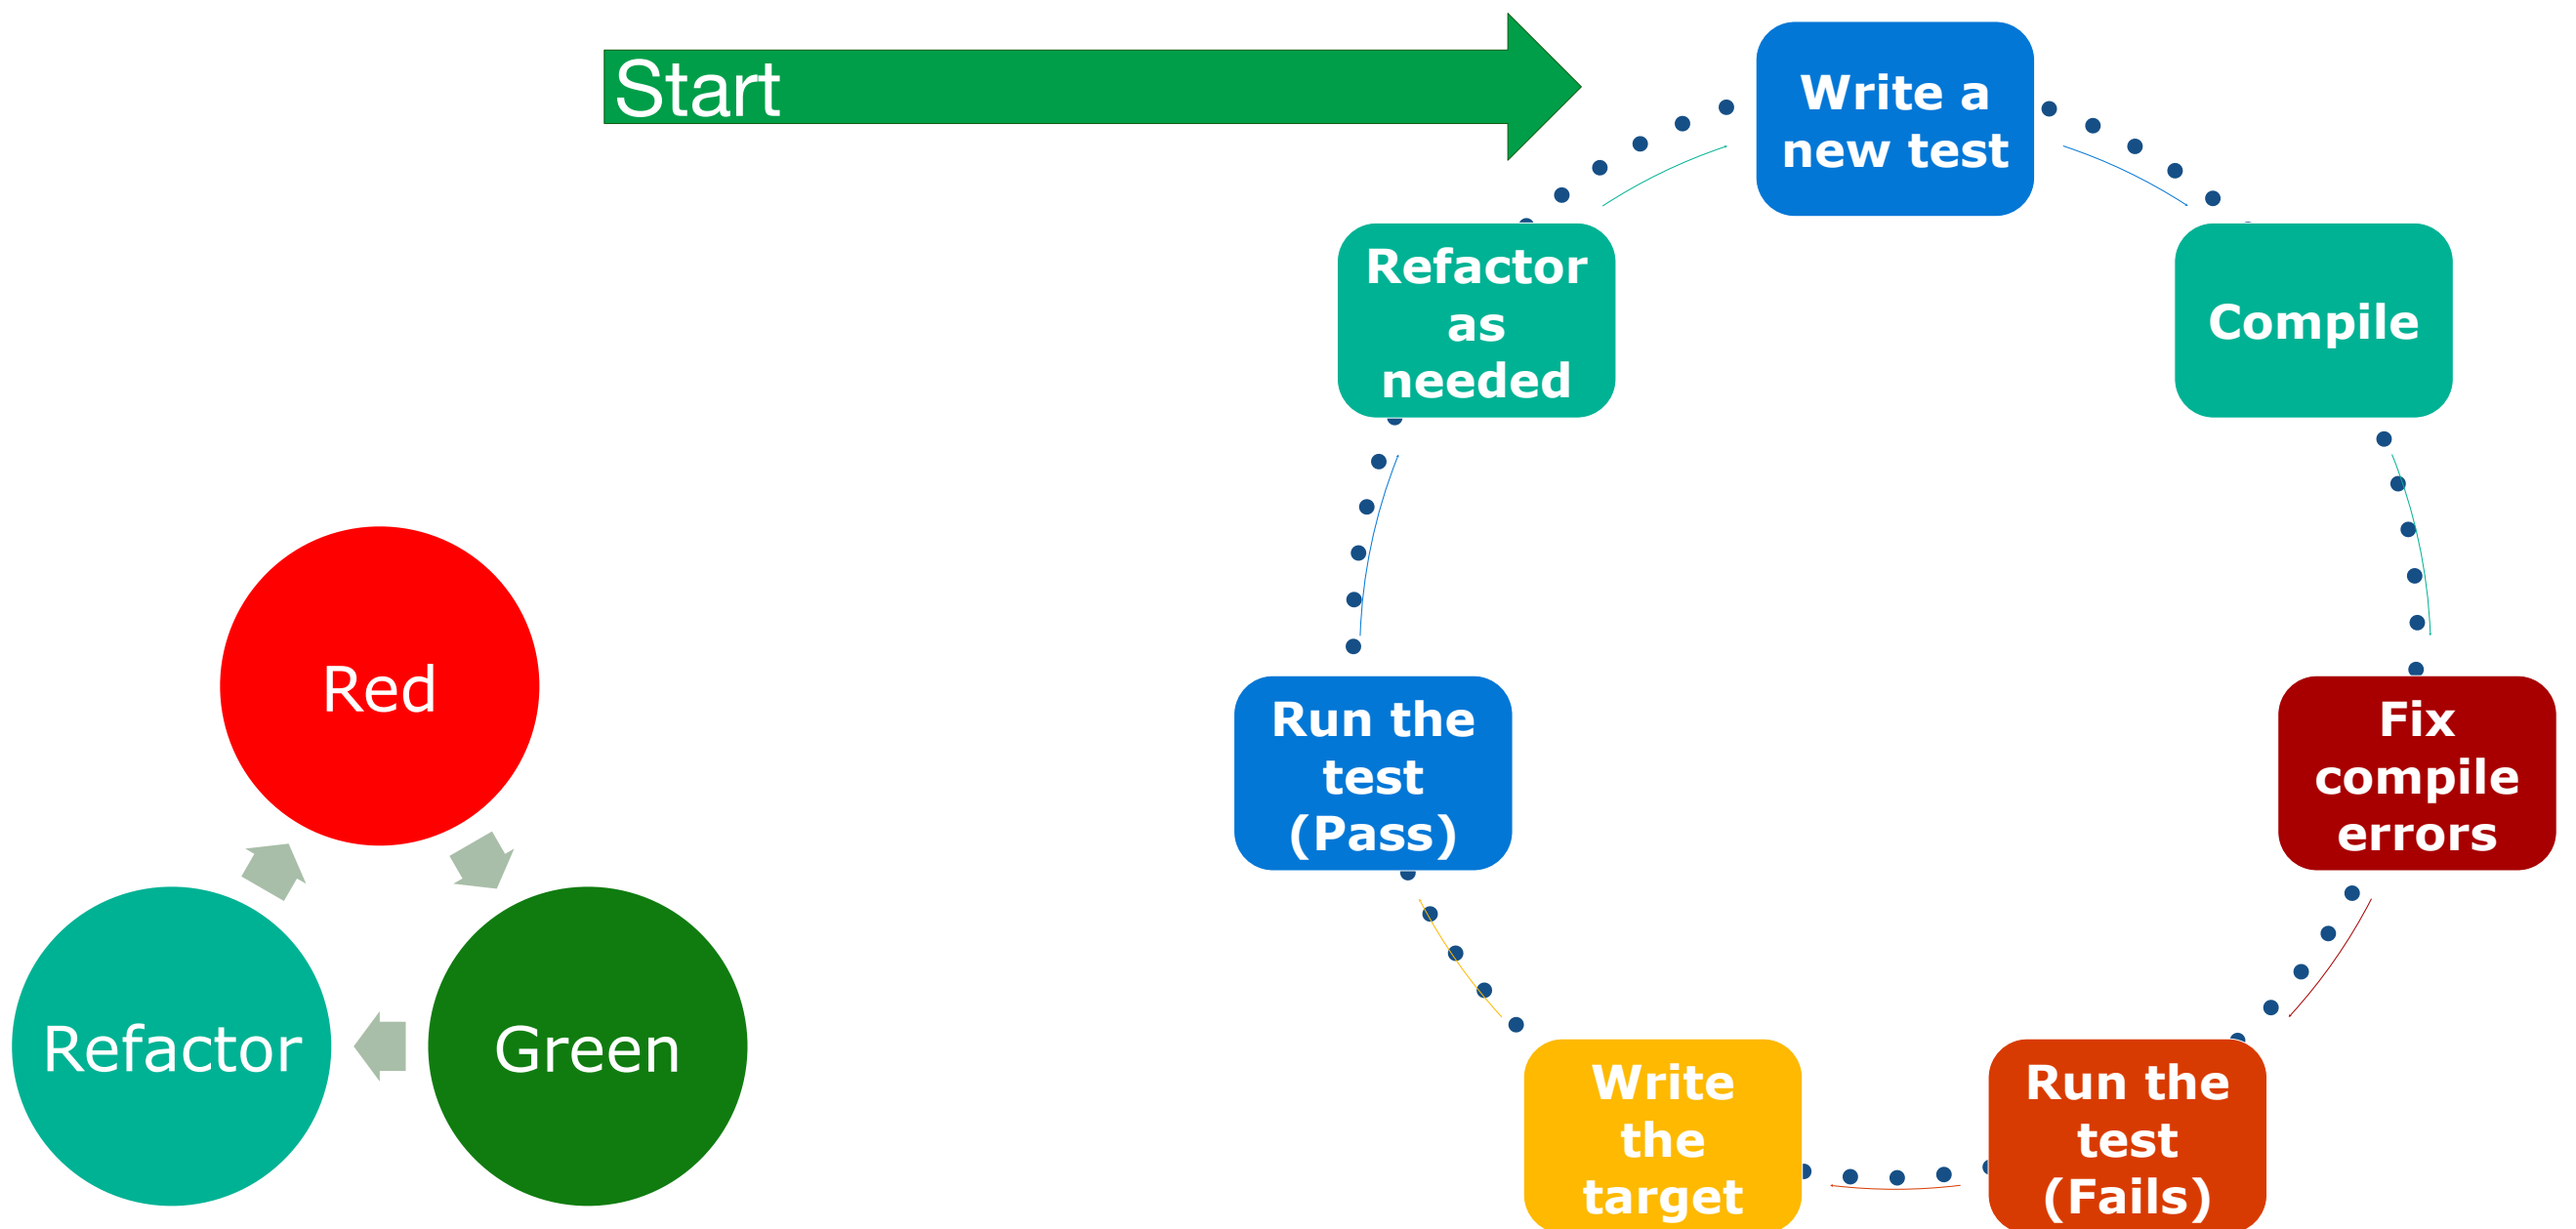 Start
Write a
new test
Compile
Fix
compile
errors
Run the
test
(Fails)
Write
the
target
Run the
test
(Pass)
Refactor
as
needed
Red
Green
Refactor